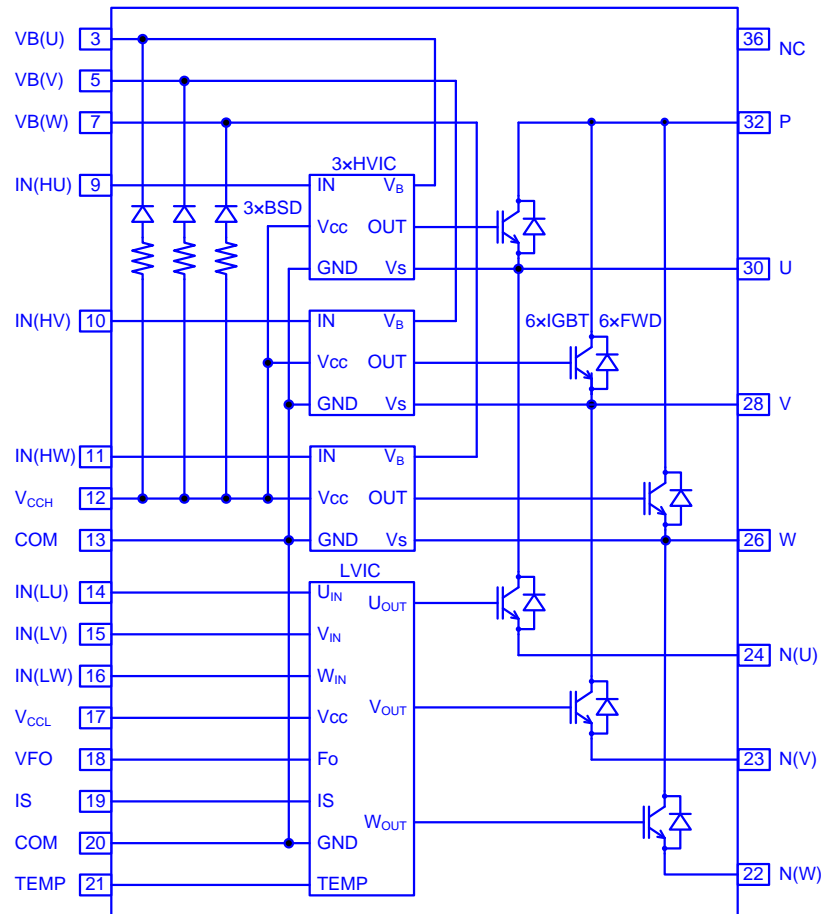 VB(U) 3
36 NC
VB(V) 5
VB(W) 7
32 P
3×HVIC
IN(HU) 9
IN VB
3×BSD
Vcc OUT
GND Vs
30 U
IN(HV) 10
IN VB
6×IGBT 6×FWD
Vcc OUT
GND Vs
28 V
IN(HW) 11
IN VB
VCCH 12
Vcc OUT
COM 13
GND Vs
26 W
LVIC
IN(LU) 14
UIN UOUT
IN(LV) 15
VIN
24 N(U)
IN(LW) 16
WIN
VCCL 17
Vcc VOUT
VFO 18
Fo
23 N(V)
IS 19
IS
WOUT
COM 20
GND
TEMP 21
TEMP
22 N(W)